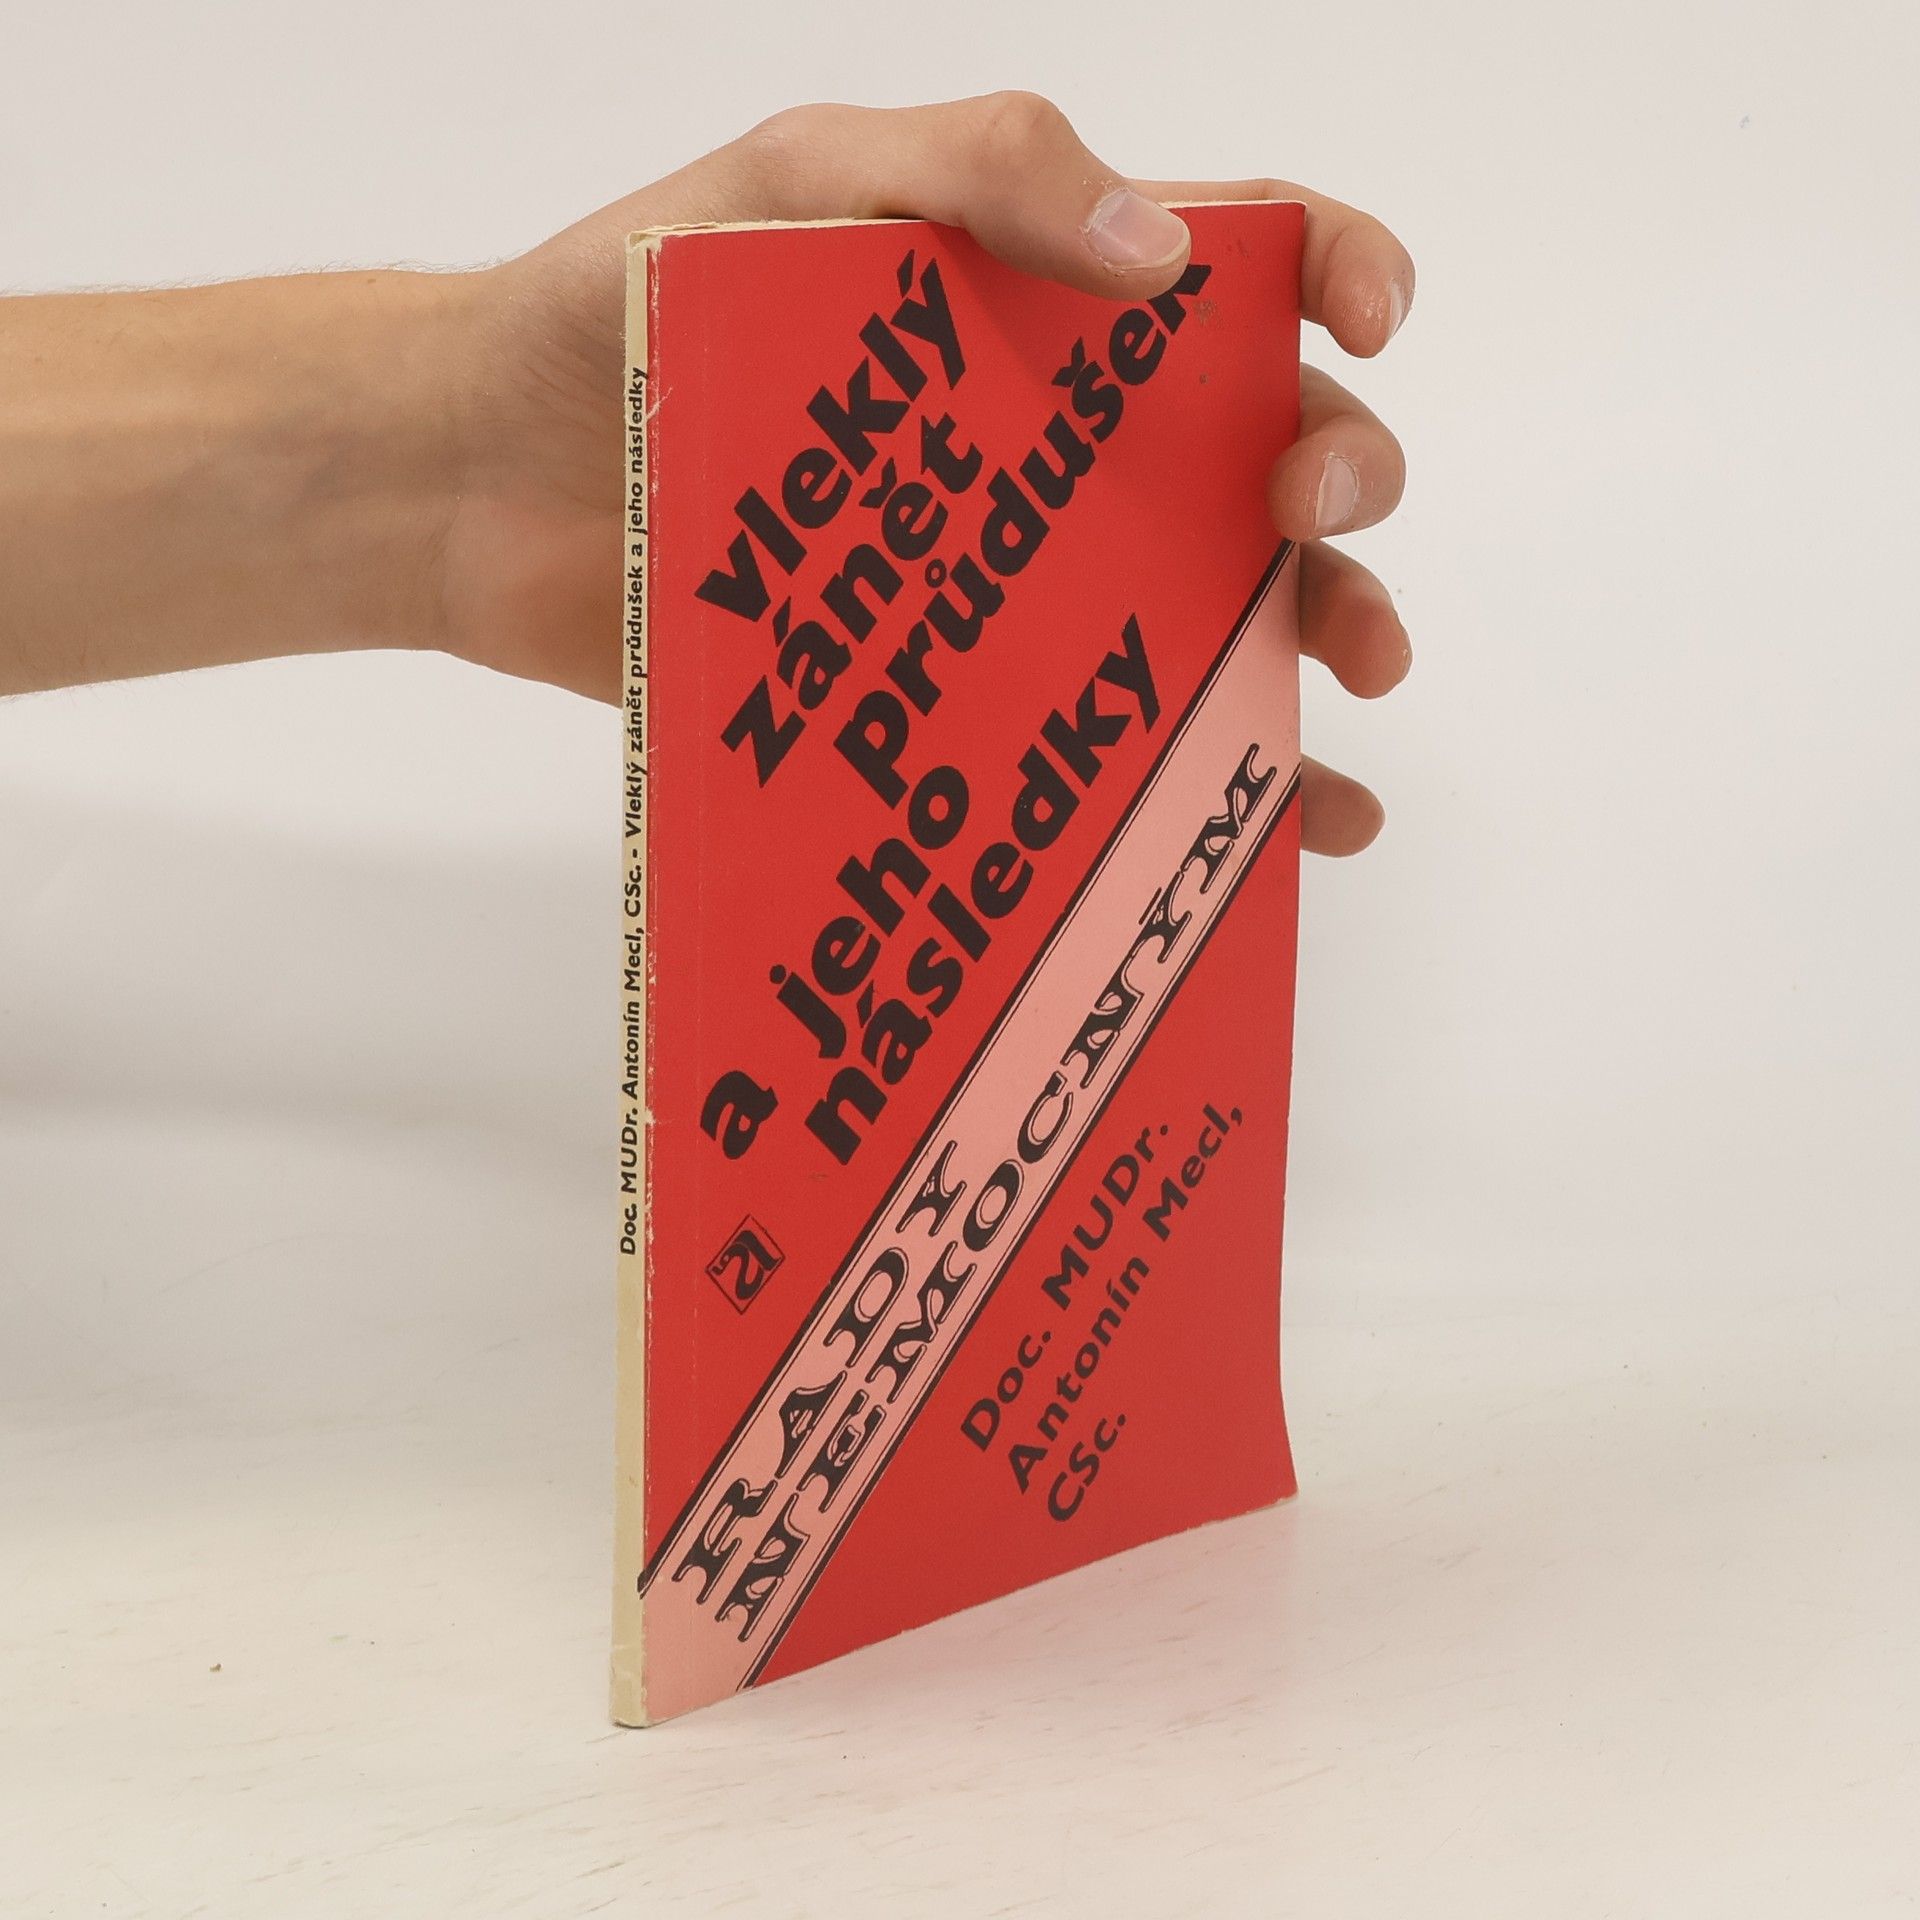 Doc. MUDr. Antonín Mecl, CSc. - Vleklý zánět průdušek a jeho následky
vleklý
zánět
průdušek
a jeho
následky
RADY
NEMOCNÝM
Doc. MUDr.
Antonín Mecl,
CSc.